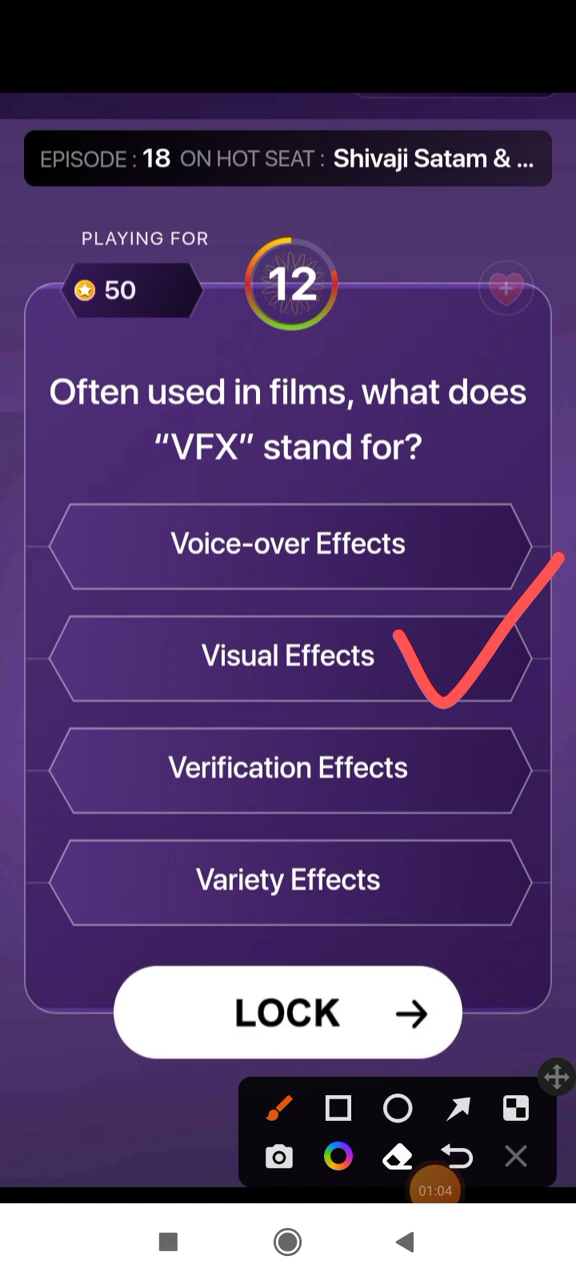 EPISODE : 18 ON HOT SEAT : Shivaji Satam & ...
PLAYING FOR
50
12
Often used in films, what does
“VFX” stand for?
Voice-over Effects
Visual Effects
Verification Effects
Variety Effects
LOCK
01:04